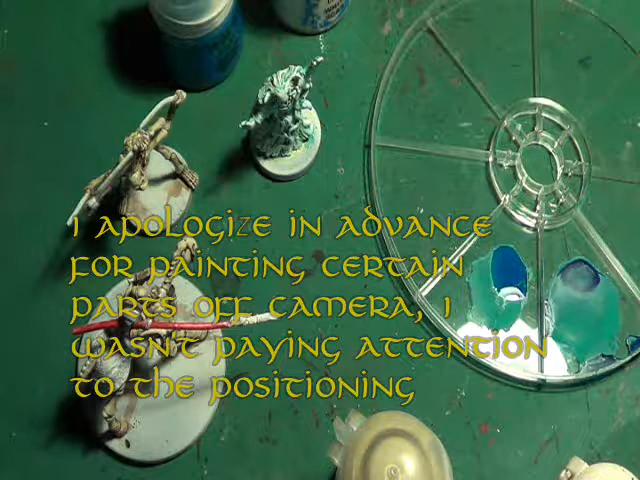 I apologize in advance
for painting certain
parts off camera, I
wasn't paying attention
to the positioning